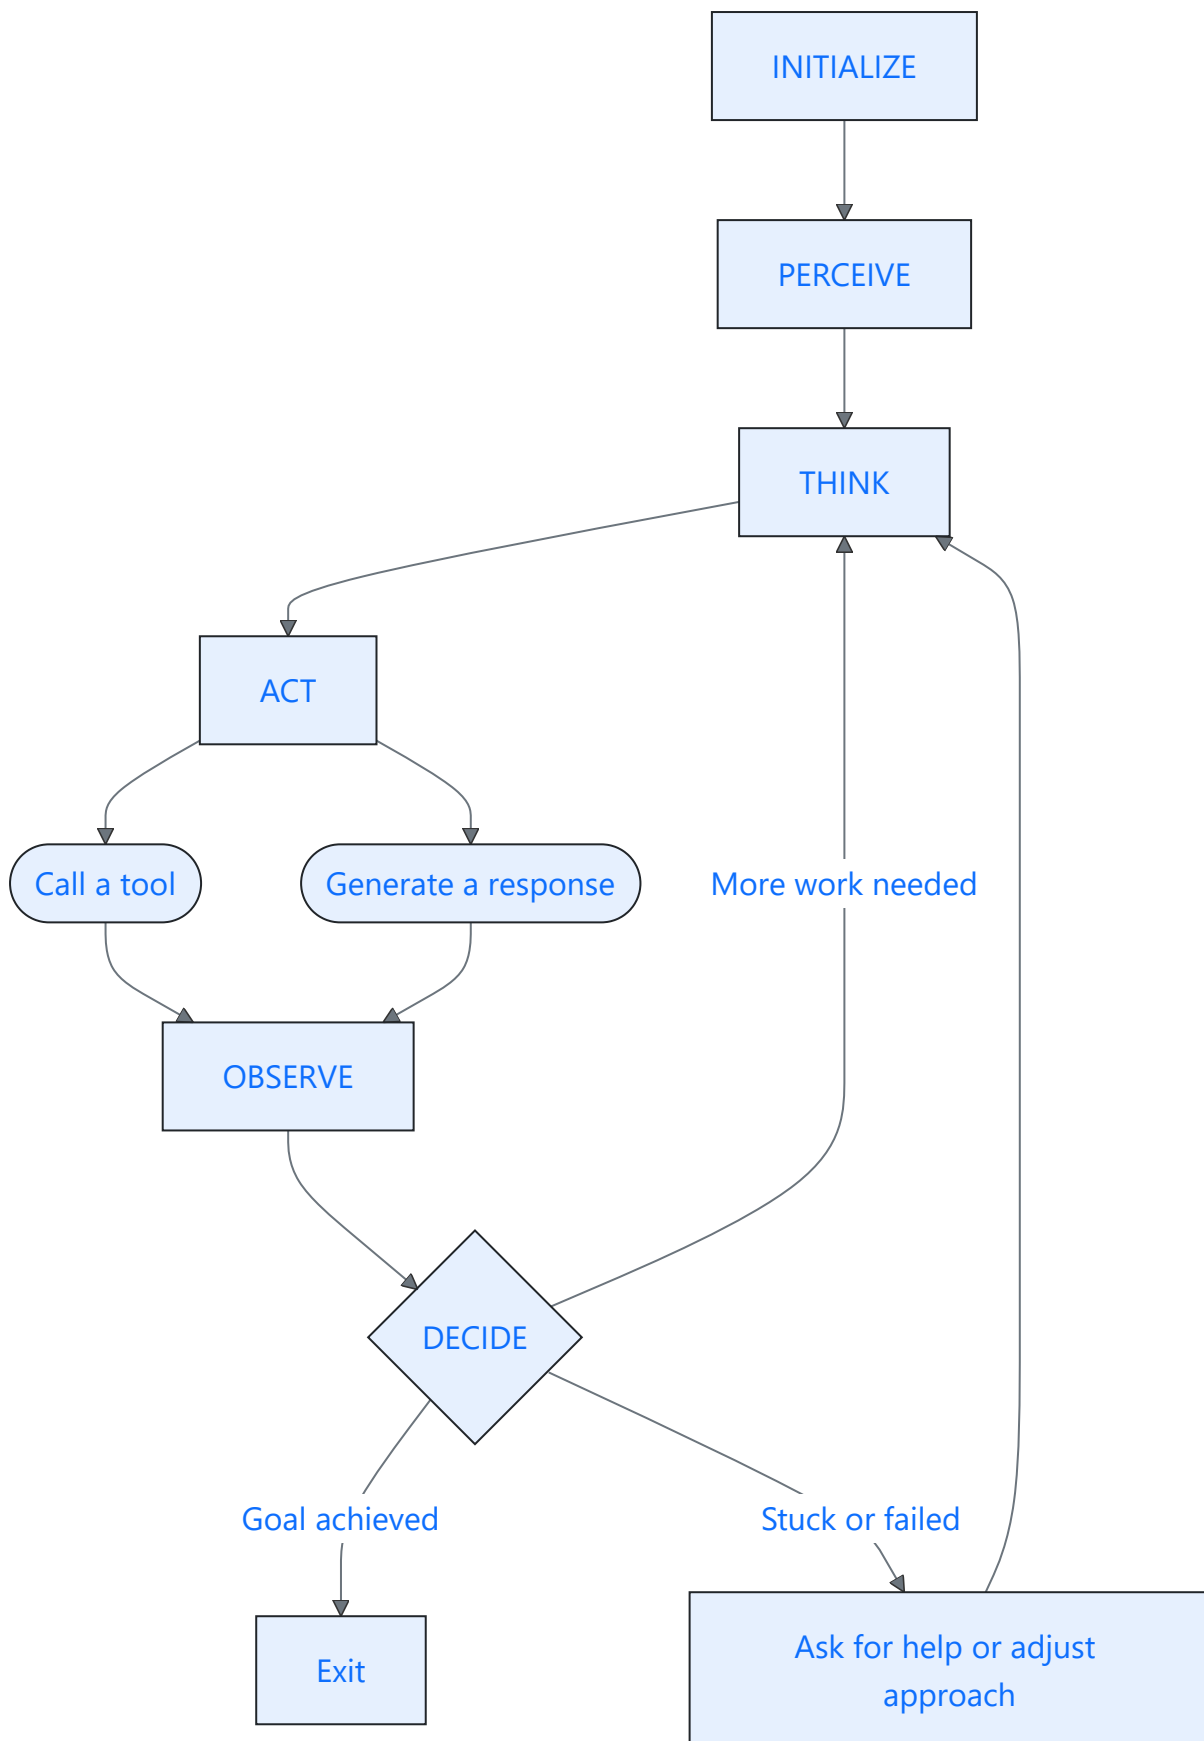 INITIALIZE
PERCEIVE
THINK
ACT
Call a tool
Generate a response
More work needed
OBSERVE
DECIDE
Goal achieved
Stuck or failed
Exit
Ask for help or adjust
approach